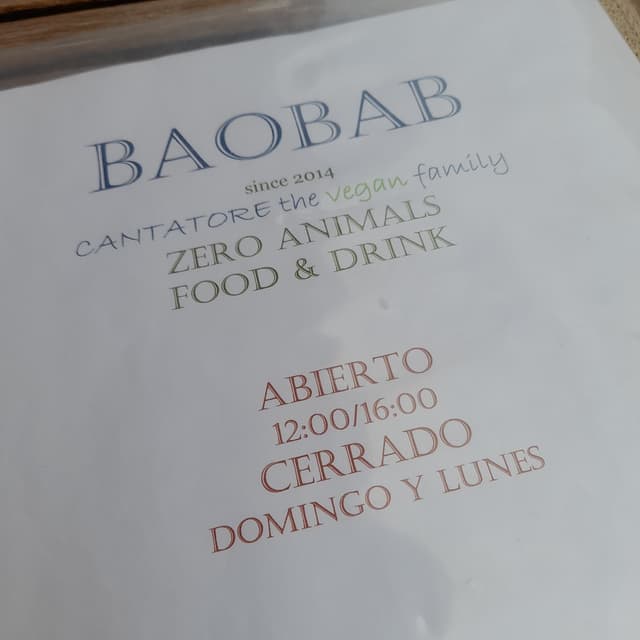 BAOBAB
since 2014
CANTATORE the vegan family
ZERO ANIMALS
FOOD & DRINK
ABIERTO
12:00/16:00
CERRADO
DOMINGO Y LUNES